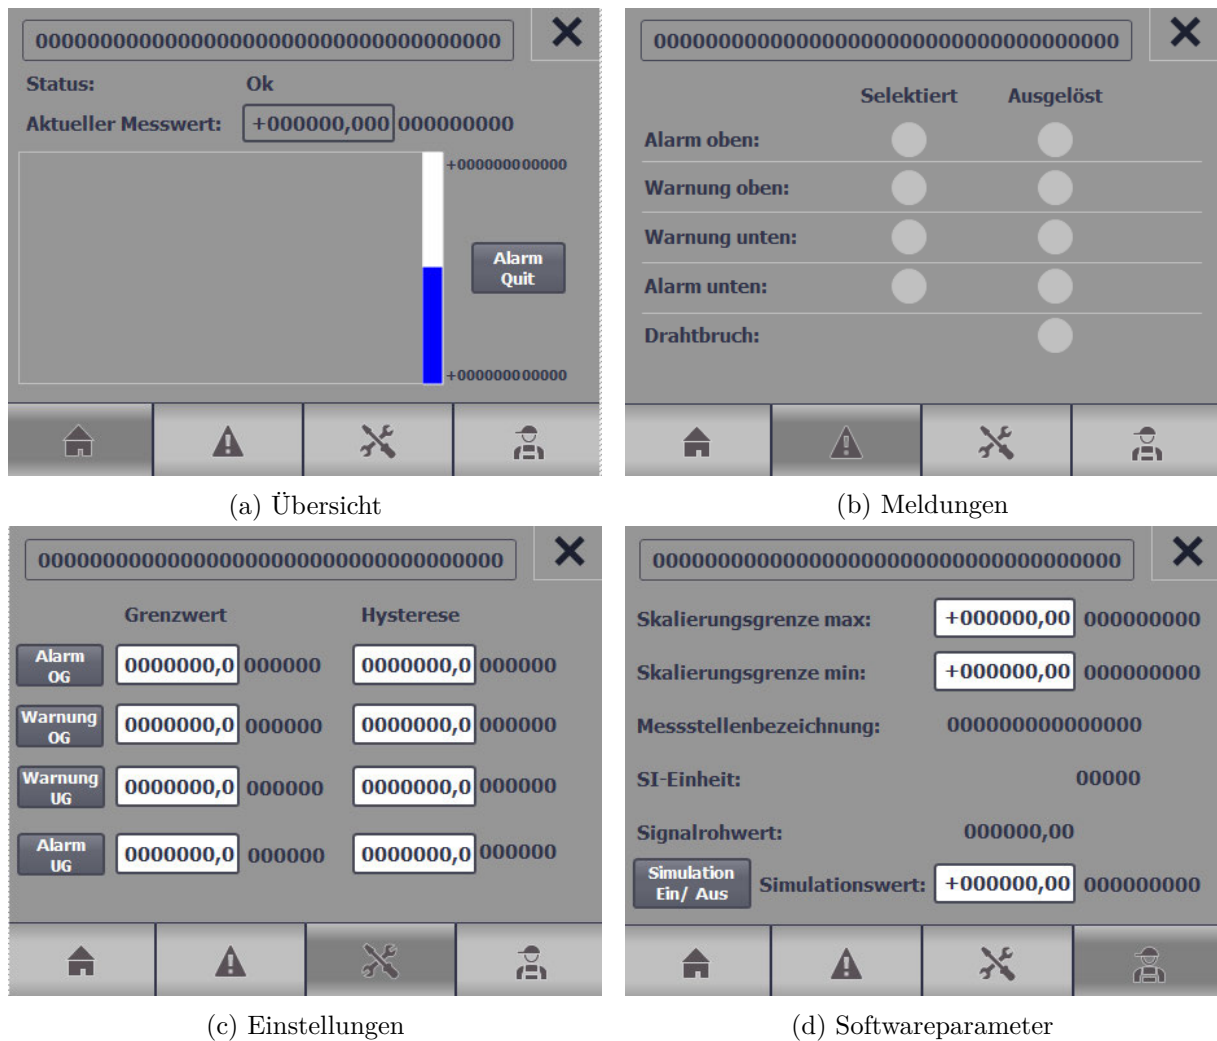 000000000000000000000000000000000000
Status: Ok
Aktueller Messwert: +000000,000 000000000
+000000000000
Alarm
Quit
+000000000000
(a) Übersicht
000000000000000000000000000000000000
Selektiert Ausgelöst
Alarm oben:
Warnung oben:
Warnung unten:
Alarm unten:
Drahtbruch:
(b) Meldungen
000000000000000000000000000000000000
Grenzwert Hysterese
Alarm
OG
0000000,0 000000 0000000,0 000000
Warnung
OG
0000000,0 000000 0000000,0 000000
Warnung
UG
0000000,0 000000 0000000,0 000000
Alarm
UG
0000000,0 000000 0000000,0 000000
(c) Einstellungen
000000000000000000000000000000000000
Skalierungsgrenze max: +000000,00 000000000
Skalierungsgrenze min: +000000,00 000000000
Messstellenbezeichnung: 000000000000000
SI-Einheit: 00000
Signalrohwert: 000000,00
Simulation
Ein/ Aus
Simulationswert: +000000,00 000000000
(d) Softwareparameter